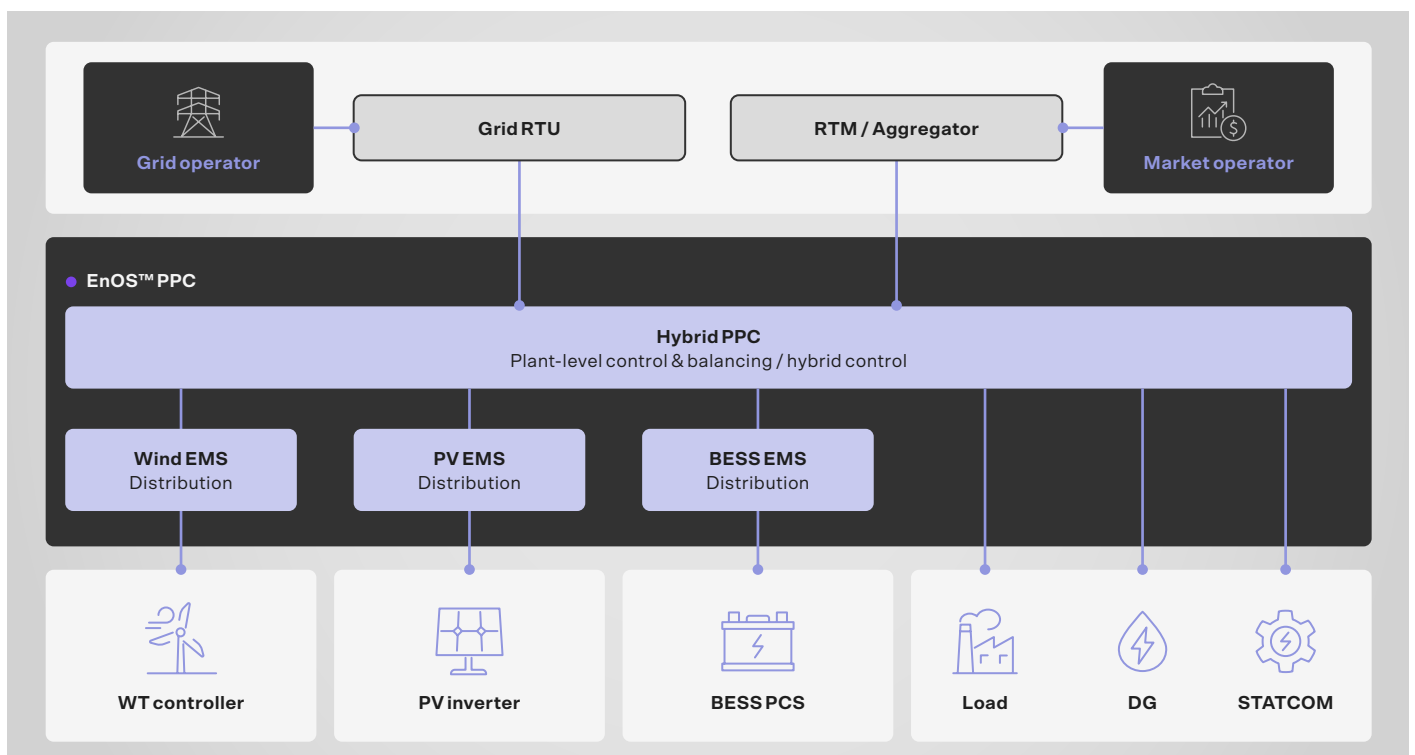 Grid operator
Grid RTU
RTM / Aggregator
$
Market operator
EnOS™ PPC
Hybrid PPC
Plant-level control & balancing / hybrid control
Wind EMS
Distribution
PV EMS
Distribution
BESS EMS
Distribution
WT controller
PV inverter
BESS PCS
Load
DG
STATCOM